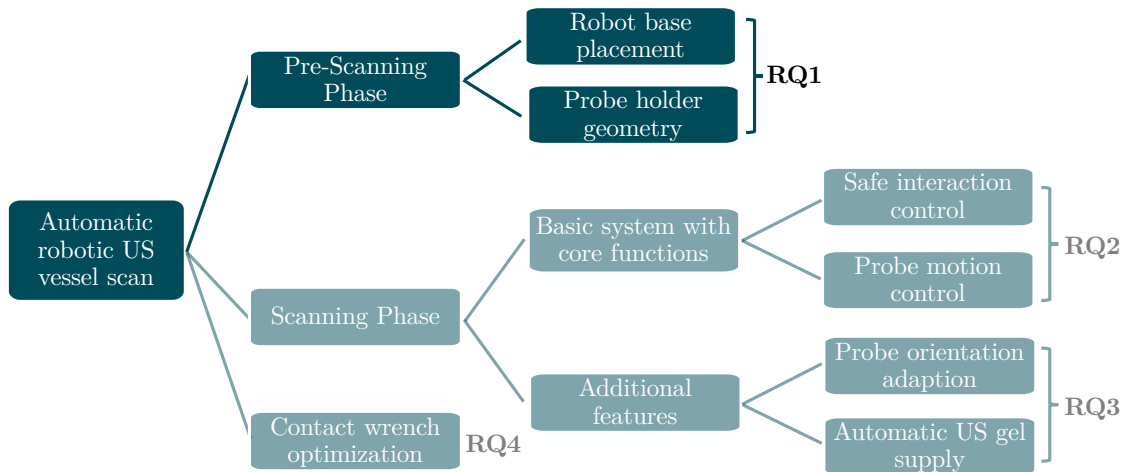 Automatic
robotic US
vessel scan
Pre-Scanning
Phase
Robot base
placement
Probe holder
geometry
RQ1
Scanning Phase
Basic system with
core functions
Safe interaction
control
Probe motion
control
RQ2
Additional
features
Probe orientation
adaption
Automatic US gel
supply
RQ3
Contact wrench
optimization
RQ4